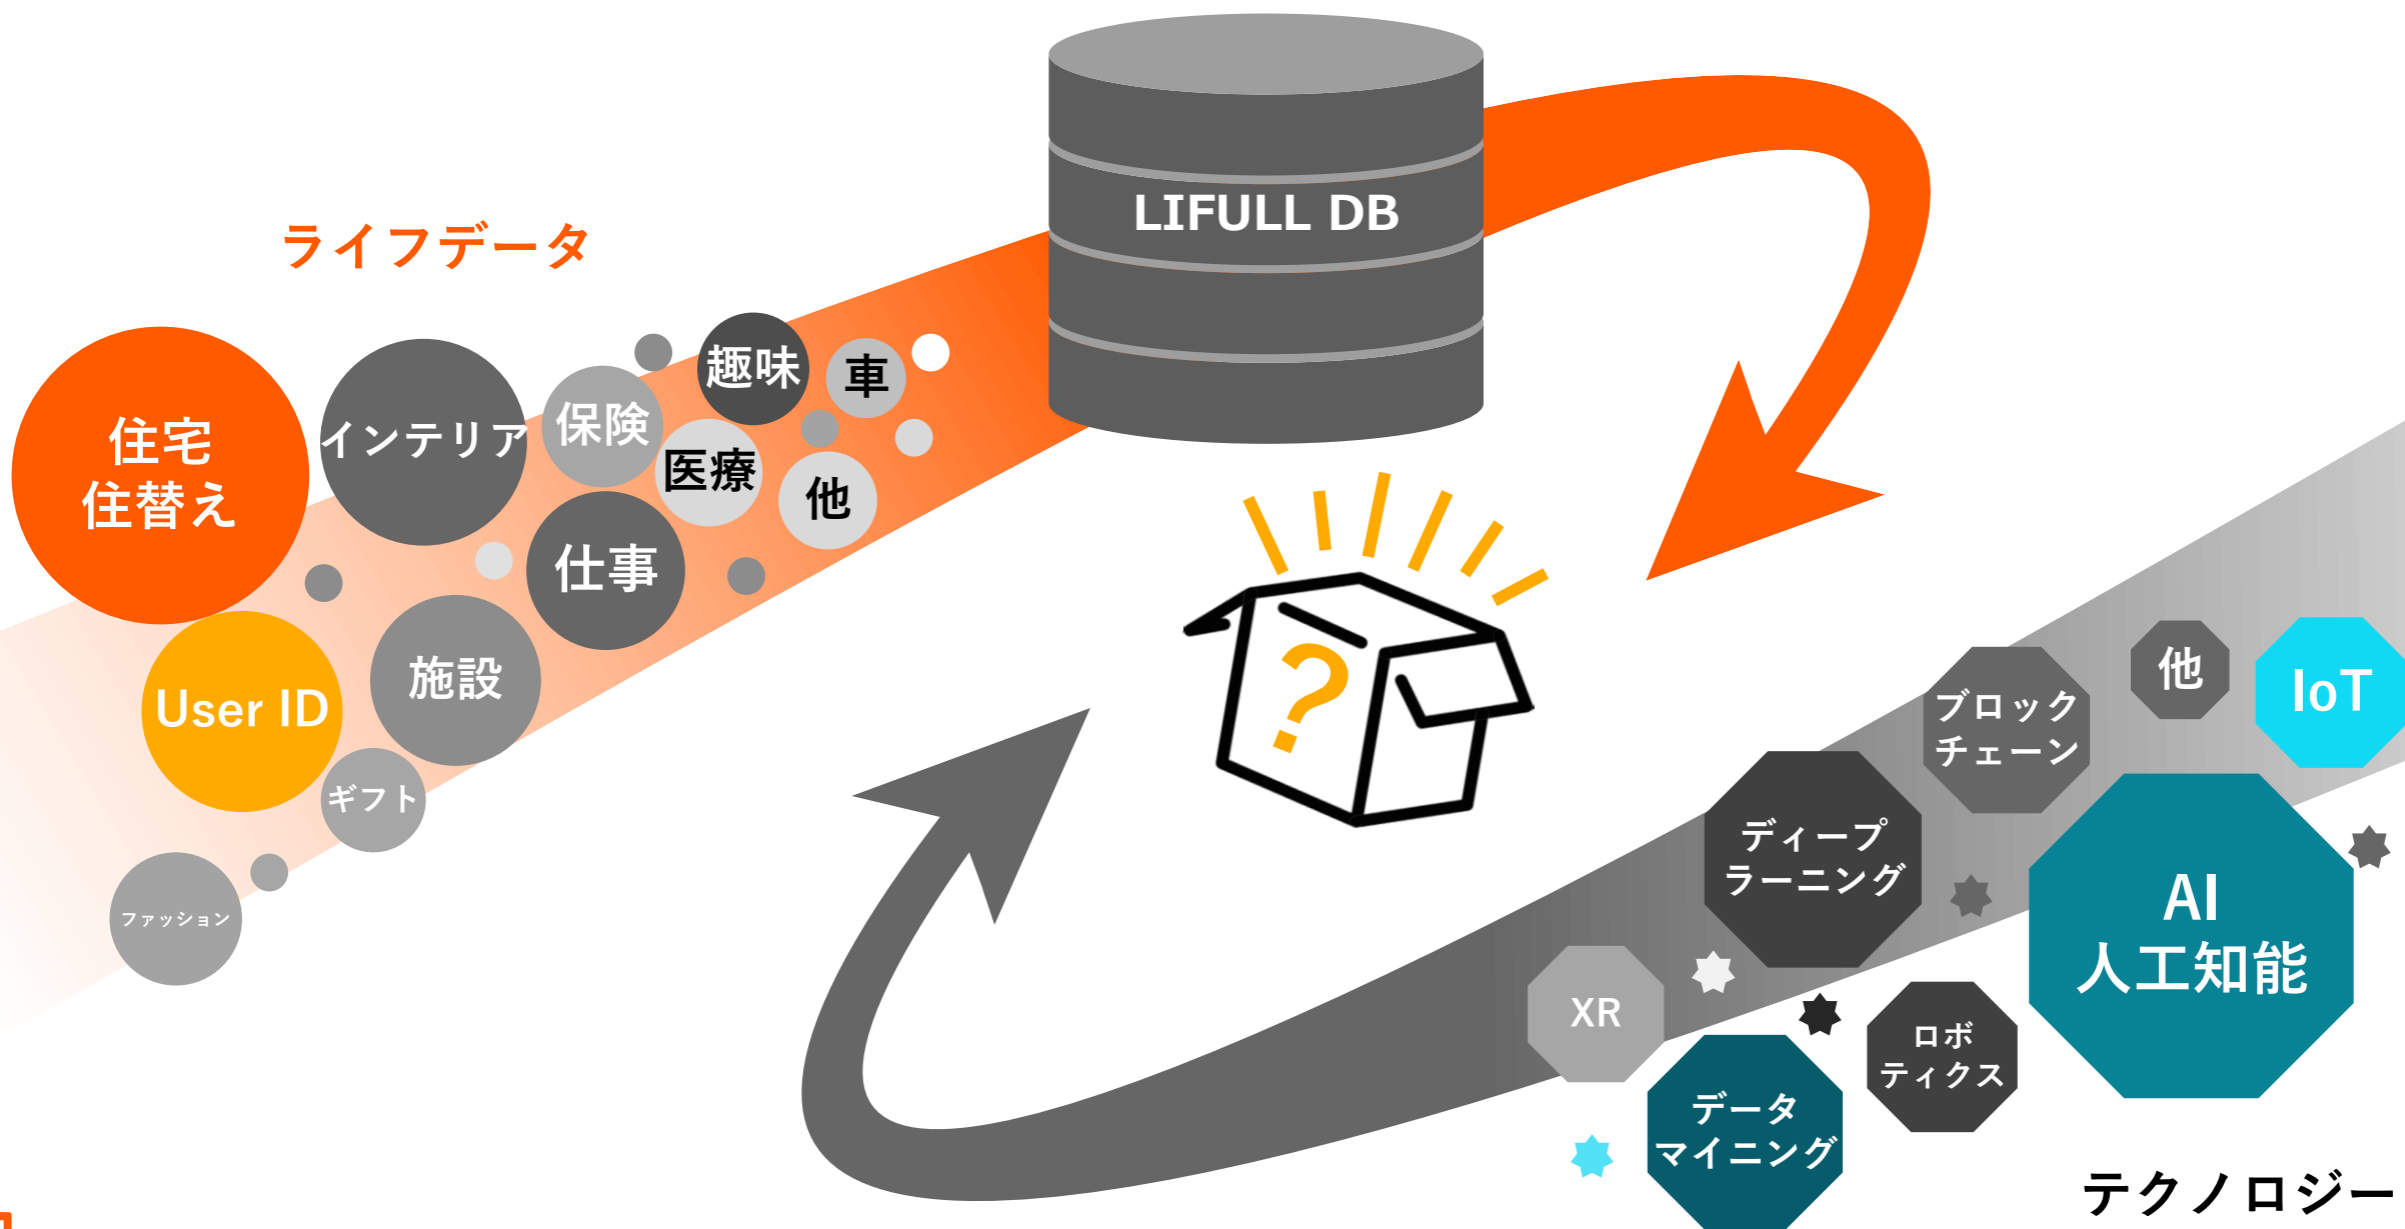 LIFULL DB
ライフデータ
住宅
住替え
インテリア
保険
趣味
車
医療
他
仕事
User ID
施設
ギフト
ファッション
?
ブロック
チェーン
他
IoT
ディープ
ラーニング
AI
人工知能
XR
ロボ
ティクス
データ
マイニング
テクノロジー